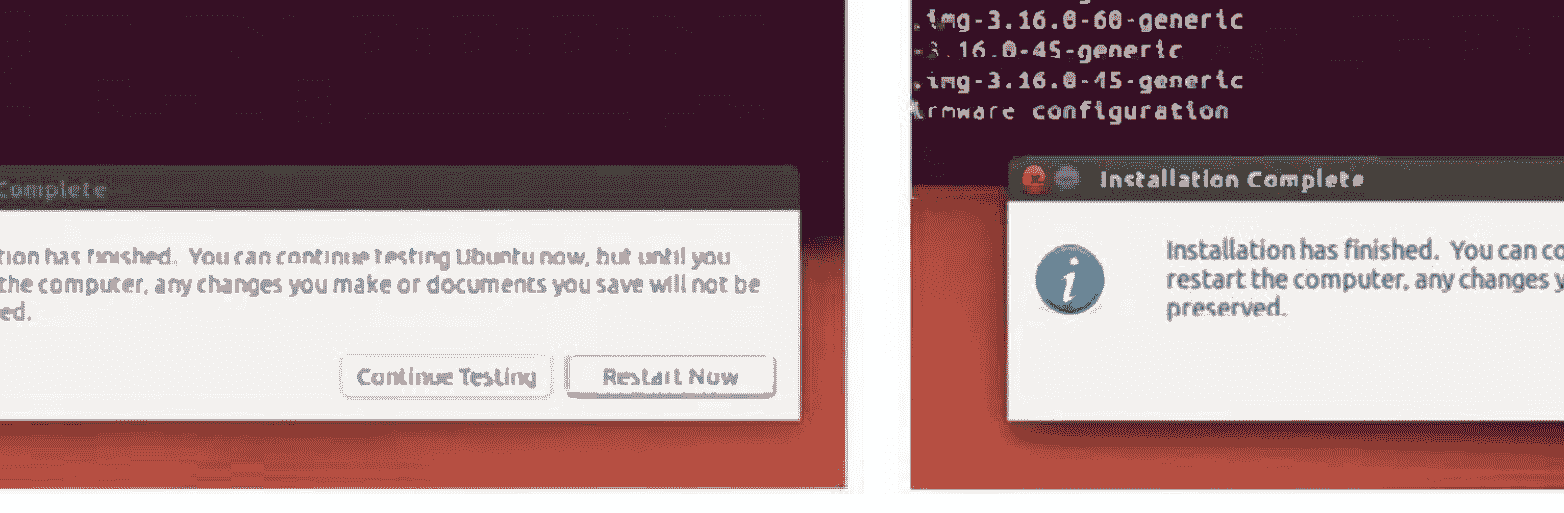 Complete
tion has finished. You can continue testing Ubuntu now, but until you
the computer, any changes you make or documents you save will not be
ed.
Continue Testing
Restart Now
.img-3.16.0-60-generic
-3.16.0-45-generic
.img-3.16.0-45-generic
irmware configuration
Installation Complete
Installation has finished. You can co
restart the computer, any changes y
preserved.